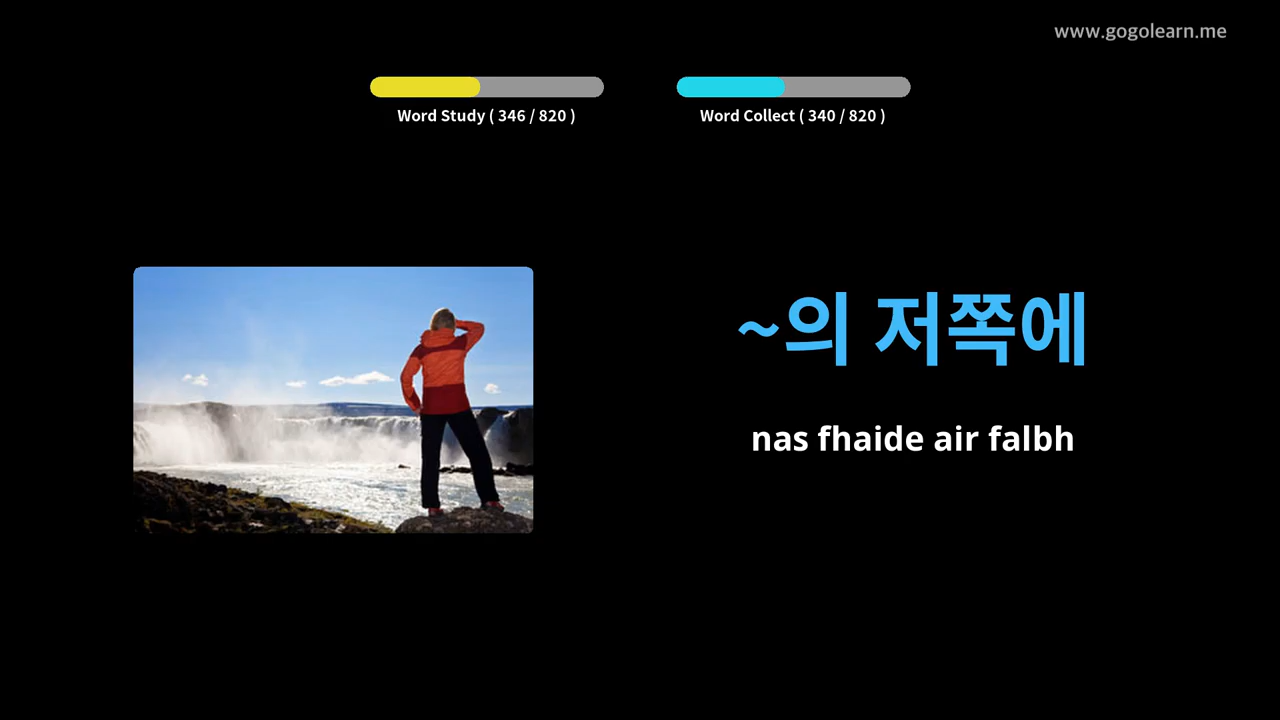 www.gogolearn.me
Word Study ( 346 / 820 )
Word Collect ( 340 / 820 )
~의 저쪽에
nas fhaide air falbh